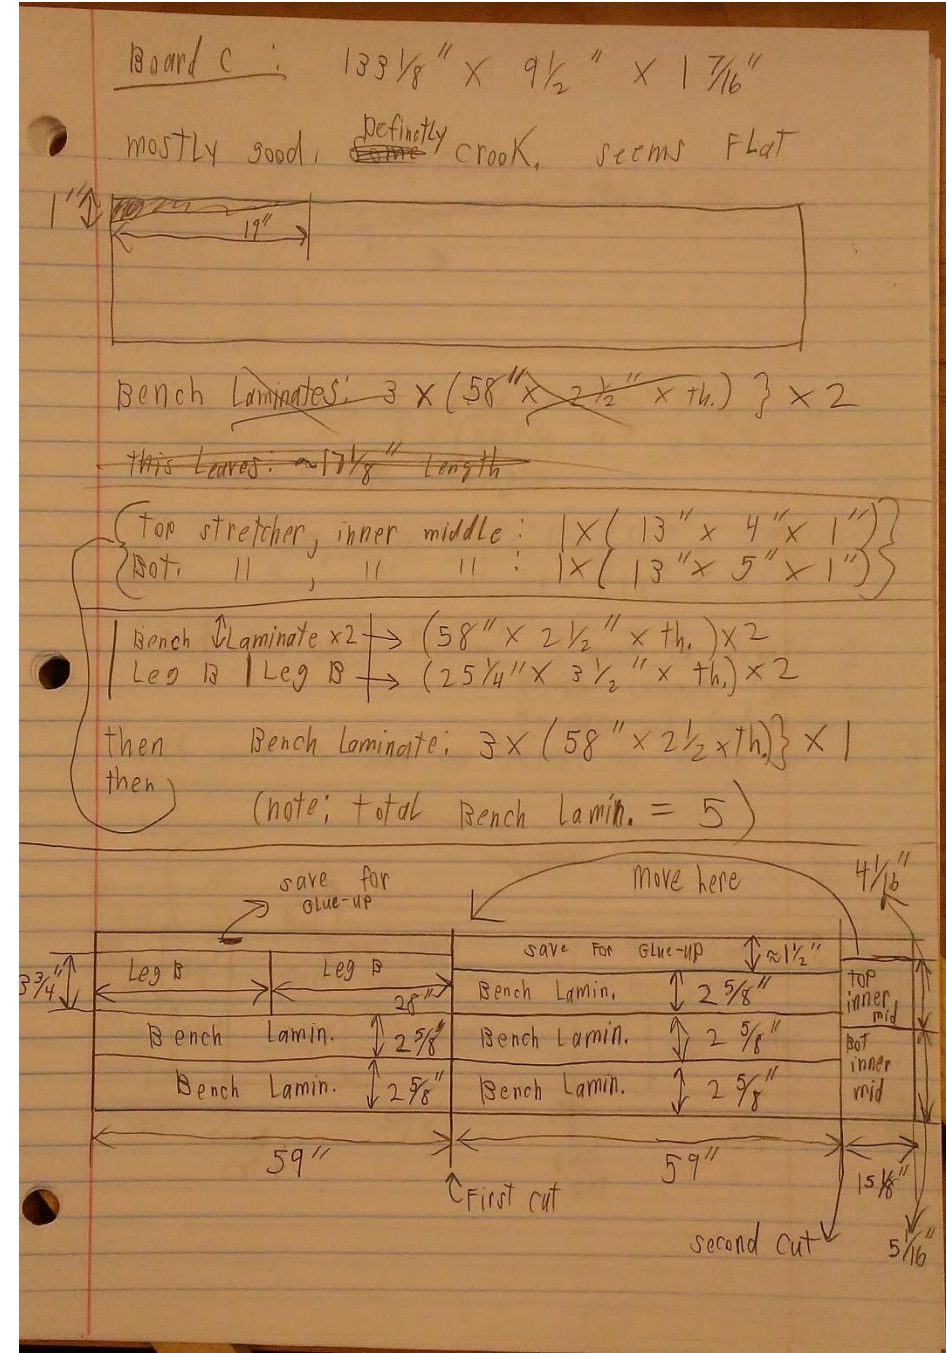 Board C : 133 1/8" x 9 1/2" x 1 7/16"
Definetly
mostly good, some crook, seems Flat
1"
19"
Bench Laminates: 3 x (58" x 2 1/2" x th.) } x 2
this Leaves: ~17 1/8" Length
{ Top stretcher, inner middle : 1x( 13" x 4" x 1") }
{ Bot. " , " " : 1x( 13" x 5" x 1") }
Bench ↕ Laminate x2 → (58" x 2 1/2" x th.) x 2
Leg B | Leg B → (25 1/4" x 3 1/2" x th.) x 2
then Bench Laminate: 3 x (58" x 2 1/2 x th.)} x 1
then
(note: total Bench Lamin. = 5)
save for
Glue-up
move here
4 1/16"
save For Glue-up ≈1 1/2"
3 3/4"
Leg B
Leg B
28"
Bench Lamin. 2 5/8"
top
inner
mid
Bench Lamin. 2 5/8"
Bench Lamin. 2 5/8"
Bot
inner
mid
Bench Lamin. 2 5/8"
Bench Lamin. 2 5/8"
59"
59"
15 1/8"
First cut
second cut
5 1/16"